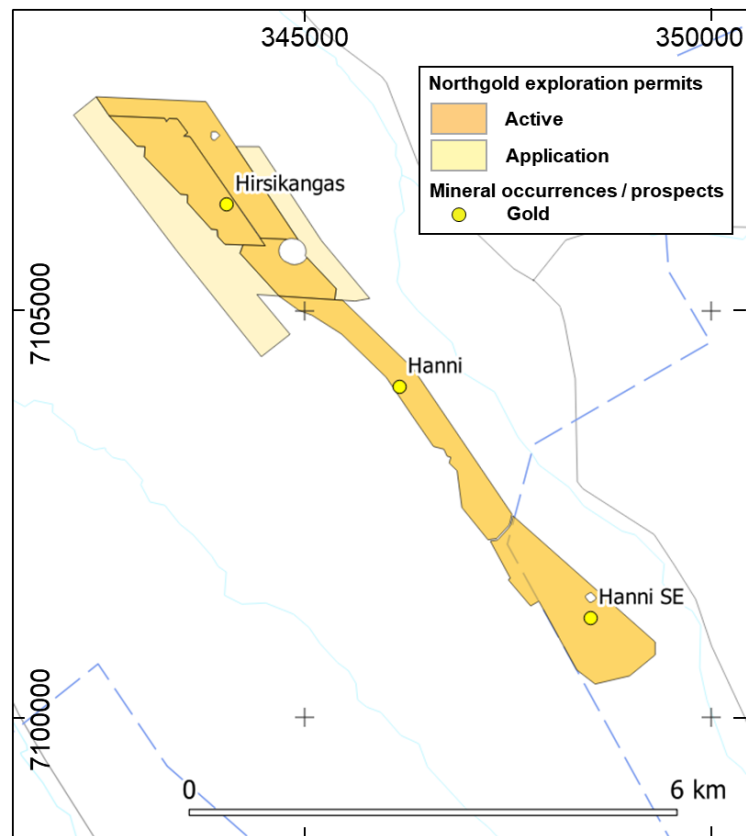 345000
350000
Northgold exploration permits
Active
Application
Mineral occurrences / prospects
Gold
Hirsikangas
7105000
Hanni
Hanni SE
7100000
0
6 km